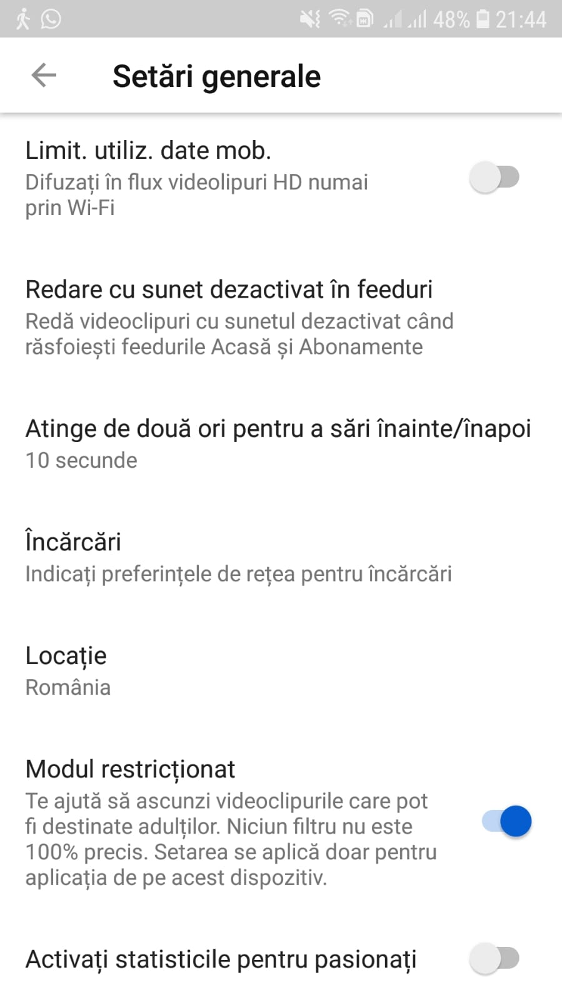 48% 21:44
Setări generale
Limit. utiliz. date mob.
Difuzați în flux videolipuri HD numai
prin Wi-Fi
Redare cu sunet dezactivat în feeduri
Redă videoclipuri cu sunetul dezactivat când
răsfoiești feedurile Acasă și Abonamente
Atinge de două ori pentru a sări înainte/înapoi
10 secunde
Încărcări
Indicați preferințele de rețea pentru încărcări
Locație
România
Modul restricționat
Te ajută să ascunzi videoclipurile care pot
fi destinate adulților. Niciun filtru nu este
100% precis. Setarea se aplică doar pentru
aplicația de pe acest dispozitiv.
Activați statisticile pentru pasionați